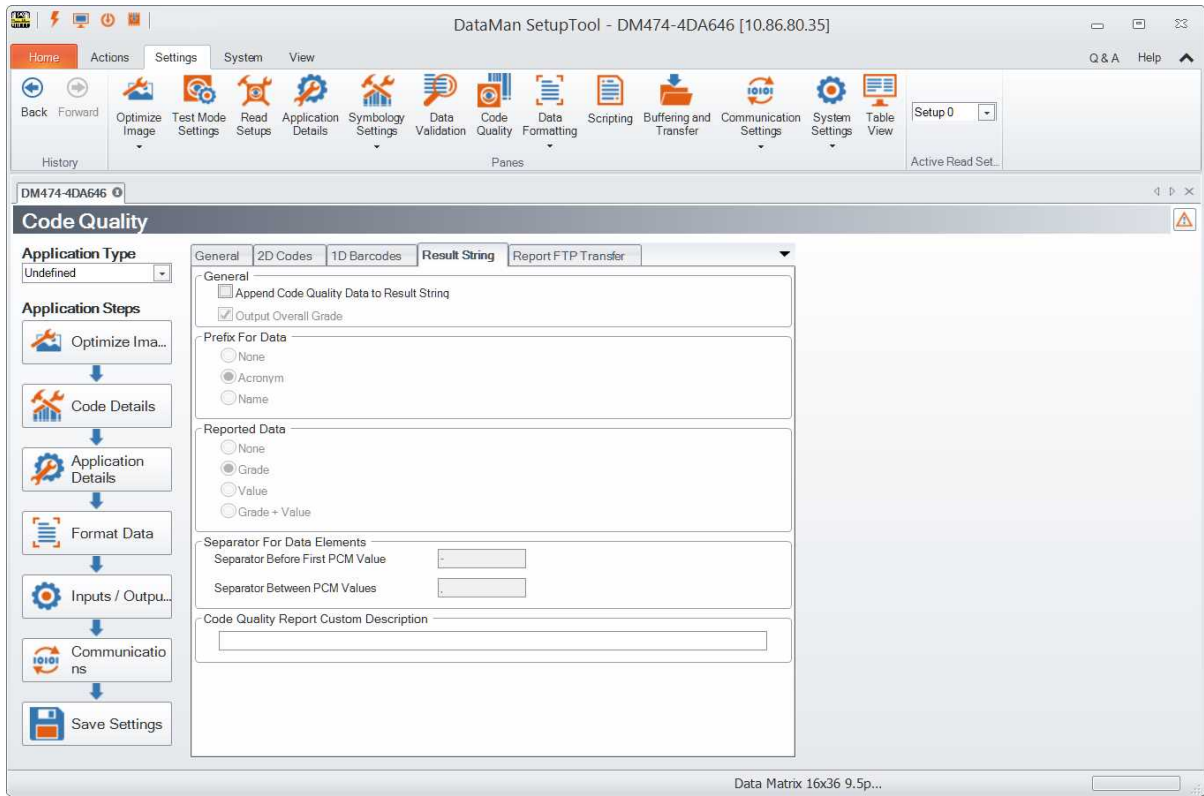 DataMan SetupTool - DM474-4DA646 [10.86.80.35]
Home Actions Settings System View Q & A Help
Back Forward
Optimize Image
Test Mode Settings
Read Setups
Application Details
Symbology Settings
Data Validation
Code Quality
Data Formatting
Scripting
Buffering and Transfer
Communication Settings
System Settings
Table View
Setup 0
History Panes Active Read Set...
DM474-4DA646
Code Quality
Application Type
Undefined
Application Steps
Optimize Ima...
Code Details
Application
Details
Format Data
Inputs / Outpu...
Communicatio
ns
Save Settings
General 2D Codes 1D Barcodes Result String Report FTP Transfer
General
Append Code Quality Data to Result String
Output Overall Grade
Prefix For Data
None
Acronym
Name
Reported Data
None
Grade
Value
Grade + Value
Separator For Data Elements
Separator Before First PCM Value -
Separator Between PCM Values ,
Code Quality Report Custom Description
Data Matrix 16x36 9.5p...